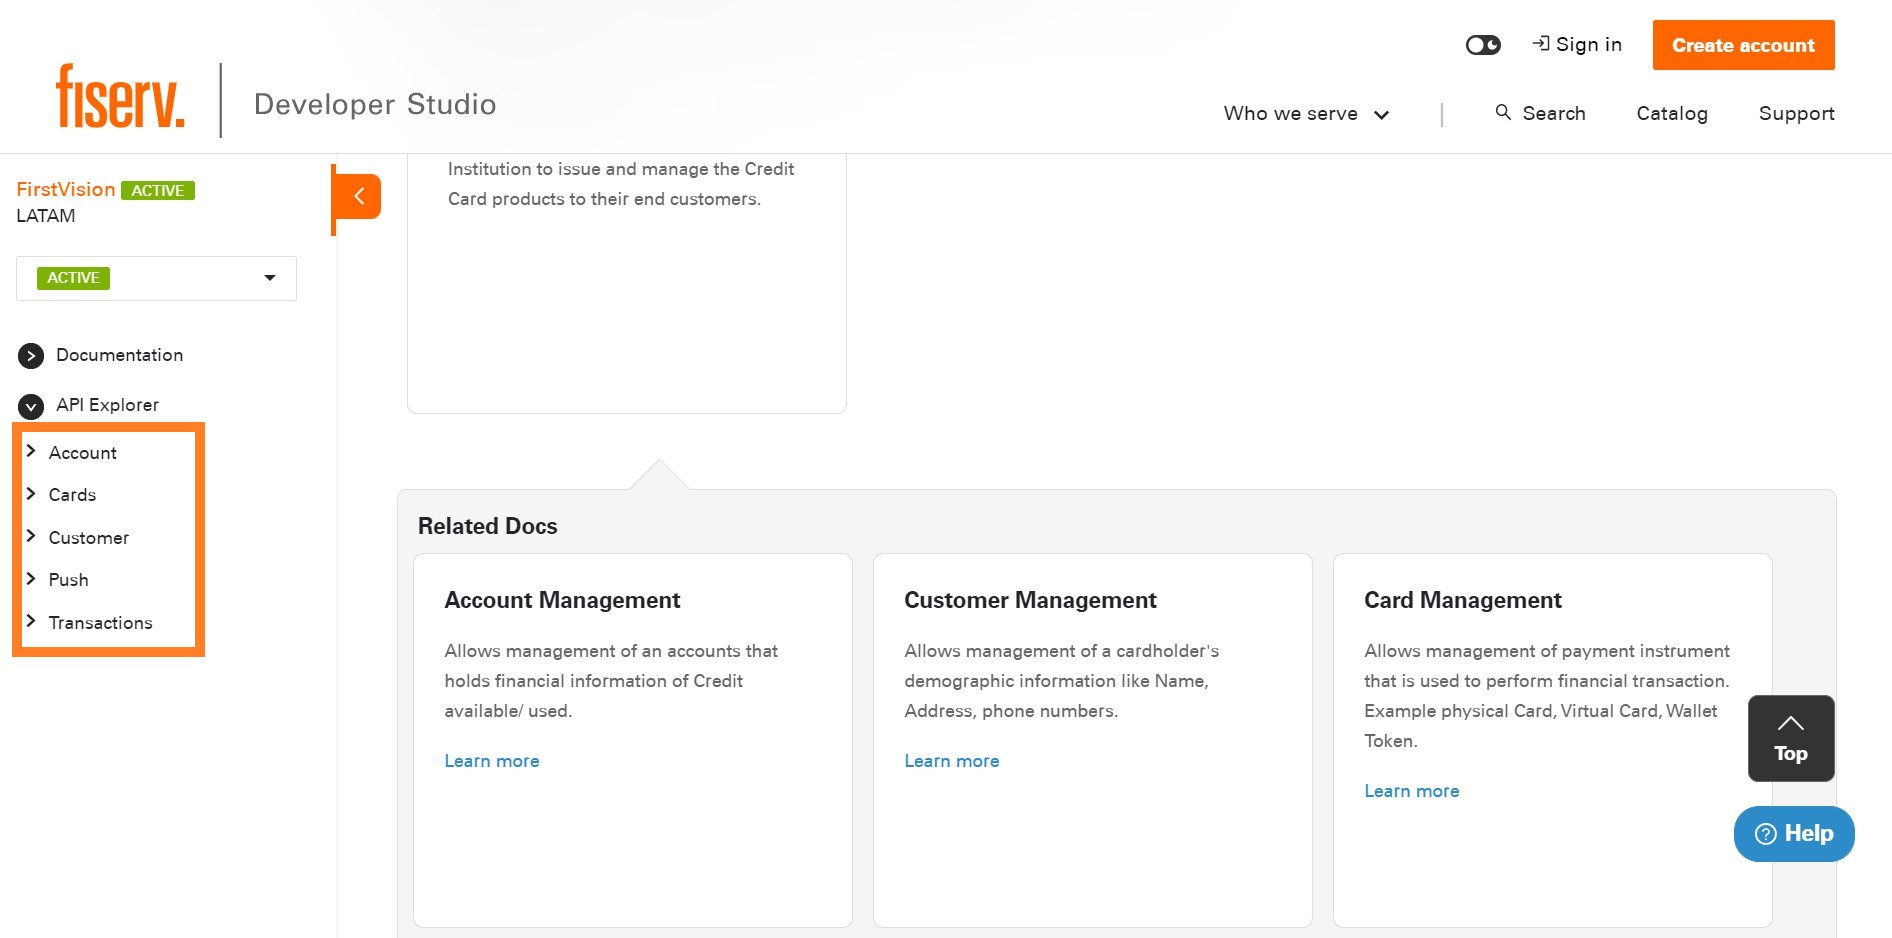 Sign in
Create account
fiserv.
Developer Studio
Who we serve
Search
Catalog
Support
FirstVision ACTIVE
LATAM
ACTIVE
Documentation
API Explorer
Account
Cards
Customer
Push
Transactions
Institution to issue and manage the Credit
Card products to their end customers.
Related Docs
Account Management
Allows management of an accounts that
holds financial information of Credit
available/ used.
Learn more
Customer Management
Allows management of a cardholder's
demographic information like Name,
Address, phone numbers.
Learn more
Card Management
Allows management of payment instrument
that is used to perform financial transaction.
Example physical Card, Virtual Card, Wallet
Token.
Learn more
Top
Help